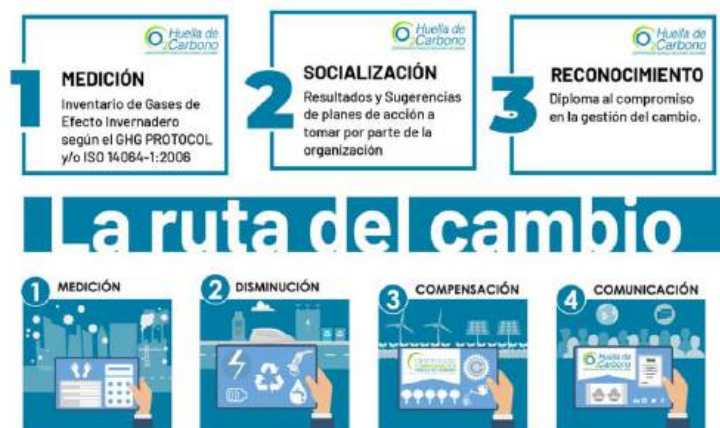 Huella de
Carbono
1
MEDICIÓN
Inventario de Gases de
Efecto Invernadero
según el GHG PROTOCOL
y/o ISO 14064-1:2006
Huella de
Carbono
2
SOCIALIZACIÓN
Resultados y Sugerencias
de planes de acción a
tomar por parte de la
organización
Huella de
Carbono
3
RECONOCIMIENTO
Diploma al compromiso
en la gestión del cambio.
La ruta del cambio
1 MEDICIÓN
2 DISMINUCIÓN
3 COMPENSACIÓN
4 COMUNICACIÓN
Huella de
Carbono